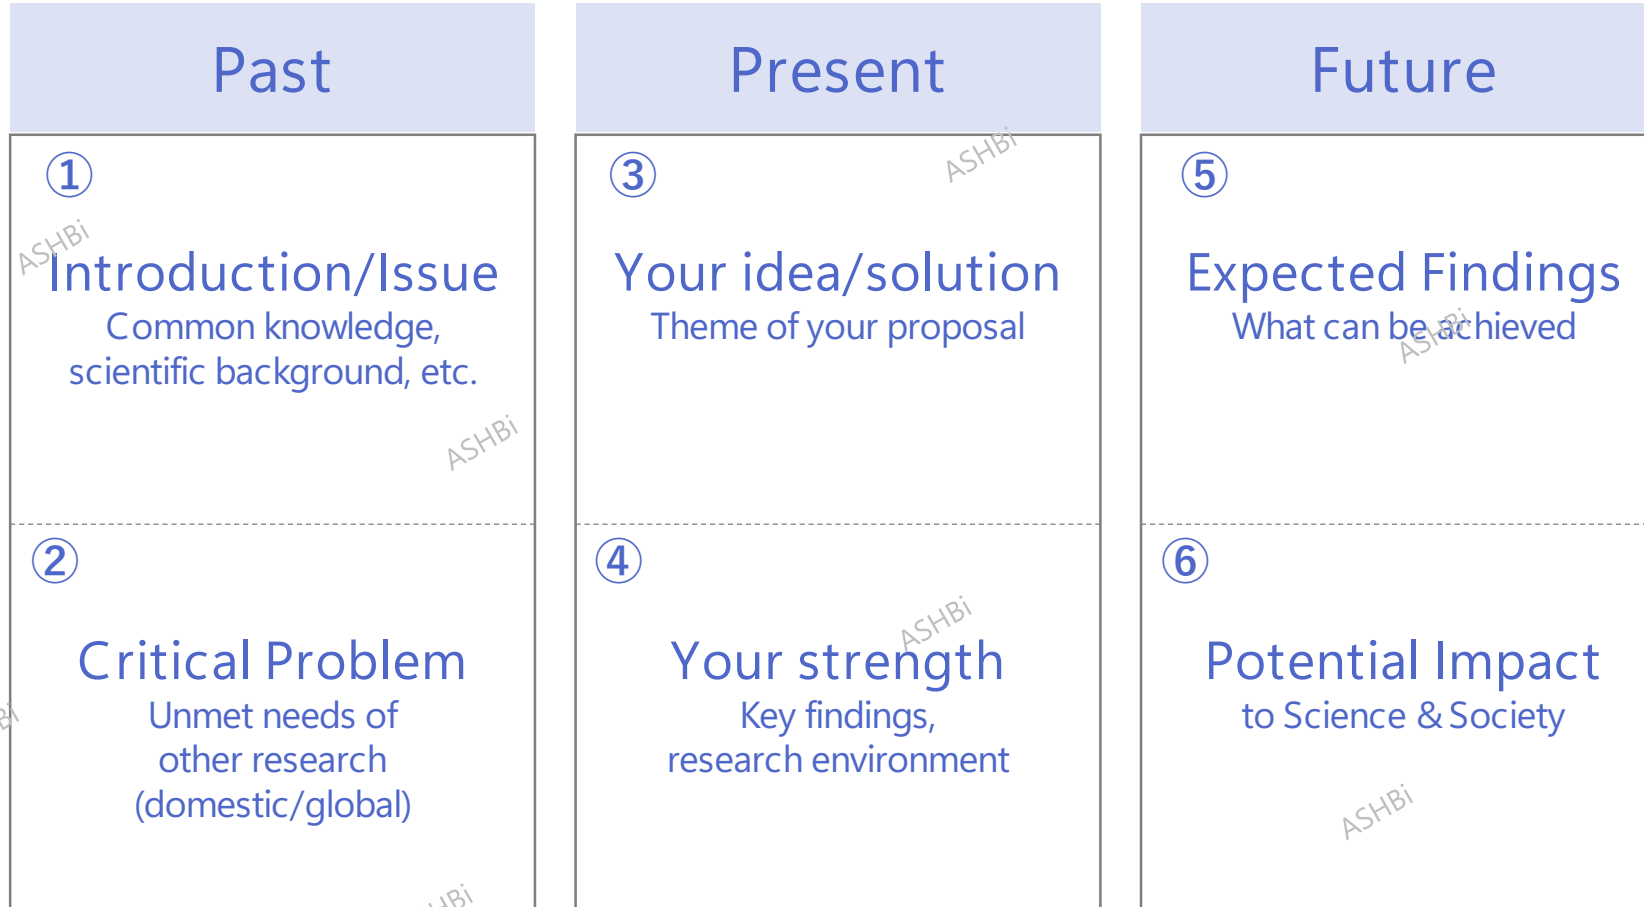 Past
Present
Future
①
ASHBi
Introduction/Issue
Common knowledge,
scientific background, etc.
ASHBi
②
Critical Problem
Unmet needs of
other research
(domestic/global)
③
ASHBi
Your idea/solution
Theme of your proposal
④
ASHBi
Your strength
Key findings,
research environment
⑤
Expected Findings
What can be achieved
ASHBi
⑥
Potential Impact
to Science & Society
ASHBi